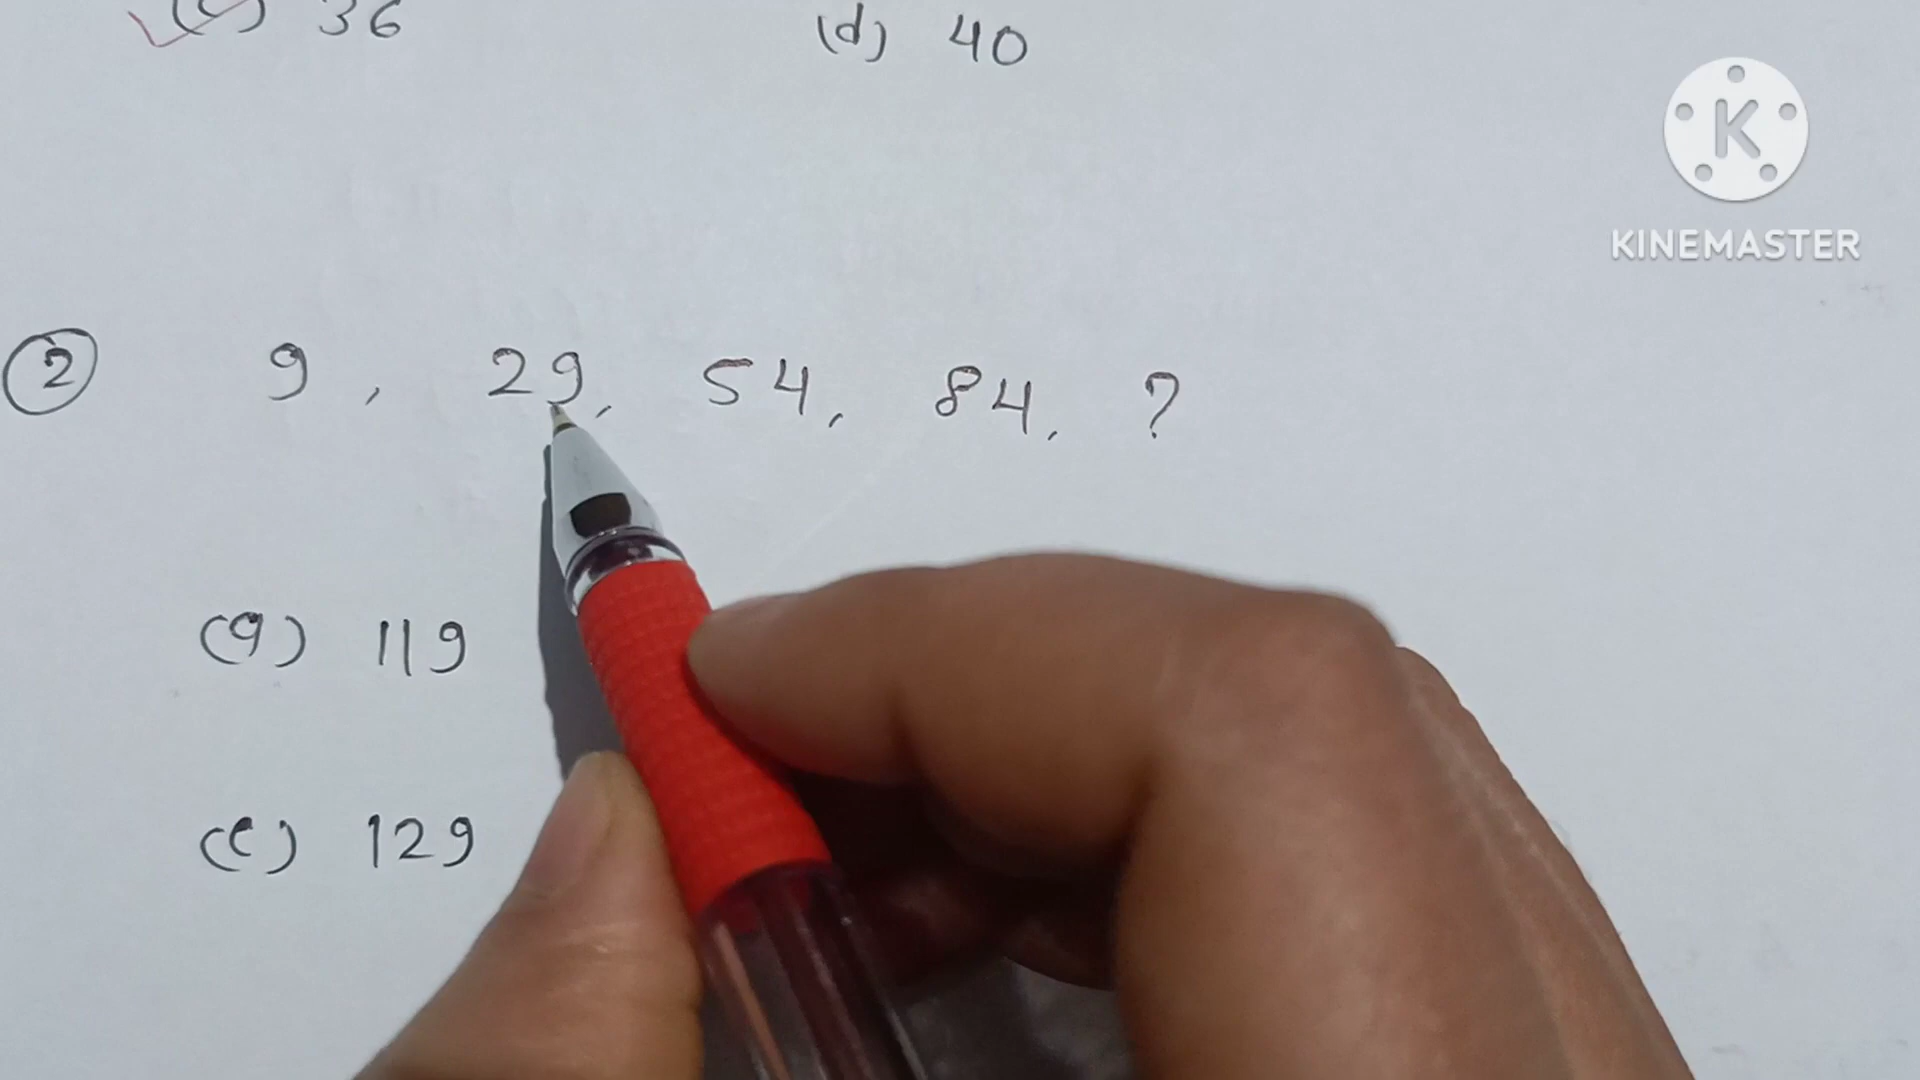 (c) 36 (d) 40
KINEMASTER
② 9, 29, 54, 84, ?
(a) 119
(c) 129